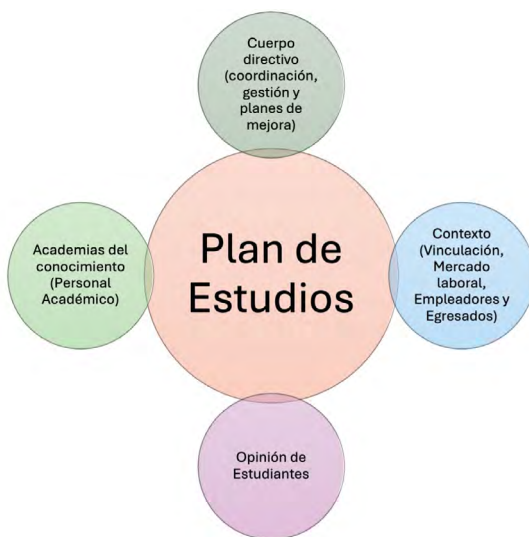 Cuerpo
directivo
(coordinación,
gestión y
planes de
mejora)
Academias del
conocimiento
(Personal
Académico)
Plan de
Estudios
Contexto
(Vinculación,
Mercado
laboral,
Empleadores y
Egresados)
Opinión de
Estudiantes